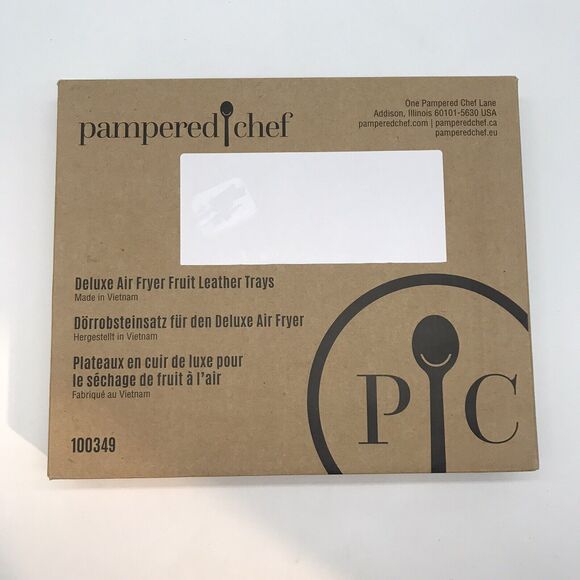 pampered chef
One Pampered Chef Lane
Addison, Illinois 60101-5630 USA
pamperedchef.com | pamperedchef.ca
pamperedchef.eu
Deluxe Air Fryer Fruit Leather Trays
Made in Vietnam
Dörrobsteinsatz für den Deluxe Air Fryer
Hergestellt in Vietnam
Plateaux en cuir de luxe pour
le séchage de fruit à l'air
Fabriqué au Vietnam
100349
P C